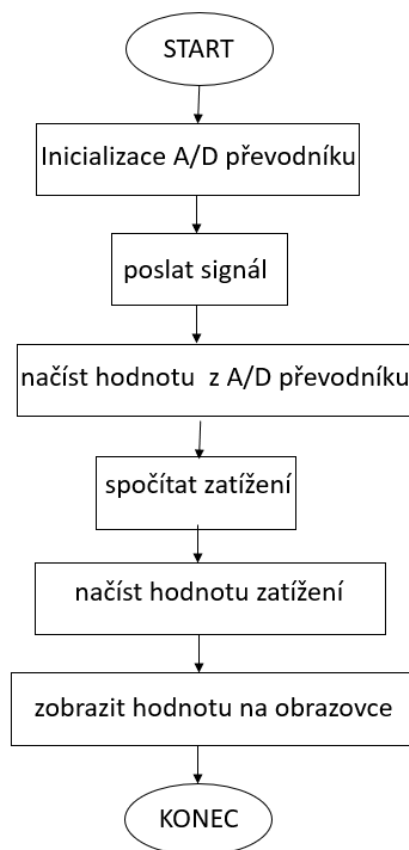 START
Inicializace A/D převodníku
poslat signál
načíst hodnotu z A/D převodníku
spočítat zatížení
načíst hodnotu zatížení
zobrazit hodnotu na obrazovce
KONEC